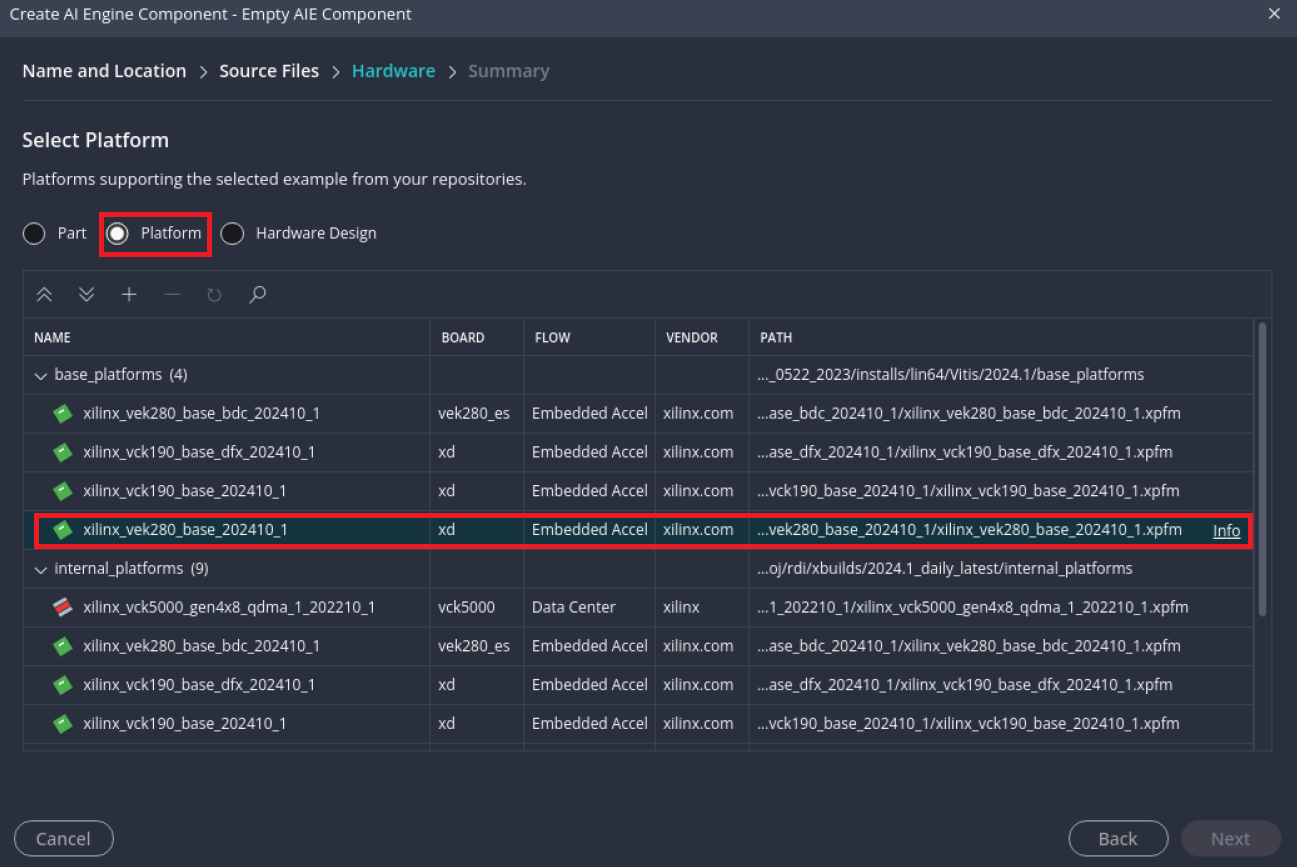 Create AI Engine Component - Empty AIE Component
Name and Location > Source Files > Hardware > Summary
Select Platform
Platforms supporting the selected example from your repositories.
Part Platform Hardware Design
NAME BOARD FLOW VENDOR PATH
base_platforms (4) ..._0522_2023/installs/lin64/Vitis/2024.1/base_platforms
xilinx_vek280_base_bdc_202410_1 vek280_es Embedded Accel xilinx.com ...ase_bdc_202410_1/xilinx_vek280_base_bdc_202410_1.xpfm
xilinx_vck190_base_dfx_202410_1 xd Embedded Accel xilinx.com ...ase_dfx_202410_1/xilinx_vck190_base_dfx_202410_1.xpfm
xilinx_vck190_base_202410_1 xd Embedded Accel xilinx.com ...vck190_base_202410_1/xilinx_vck190_base_202410_1.xpfm
xilinx_vek280_base_202410_1 xd Embedded Accel xilinx.com ...vek280_base_202410_1/xilinx_vek280_base_202410_1.xpfm Info
internal_platforms (9) ...oj/rdi/xbuilds/2024.1_daily_latest/internal_platforms
xilinx_vck5000_gen4x8_qdma_1_202210_1 vck5000 Data Center xilinx ...1_202210_1/xilinx_vck5000_gen4x8_qdma_1_202210_1.xpfm
xilinx_vek280_base_bdc_202410_1 vek280_es Embedded Accel xilinx.com ...ase_bdc_202410_1/xilinx_vek280_base_bdc_202410_1.xpfm
xilinx_vck190_base_dfx_202410_1 xd Embedded Accel xilinx.com ...ase_dfx_202410_1/xilinx_vck190_base_dfx_202410_1.xpfm
xilinx_vck190_base_202410_1 xd Embedded Accel xilinx.com ...vck190_base_202410_1/xilinx_vck190_base_202410_1.xpfm
Cancel Back Next